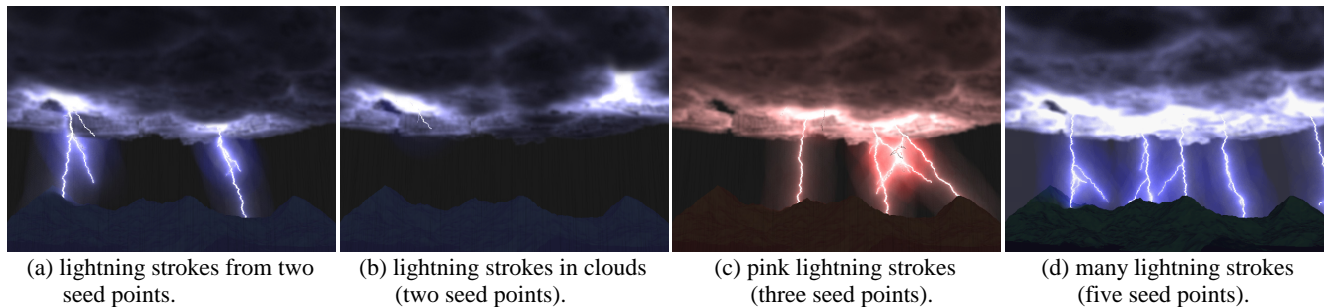 (a) lightning strokes from two
seed points.
(b) lightning strokes in clouds
(two seed points).
(c) pink lightning strokes
(three seed points).
(d) many lightning strokes
(five seed points).